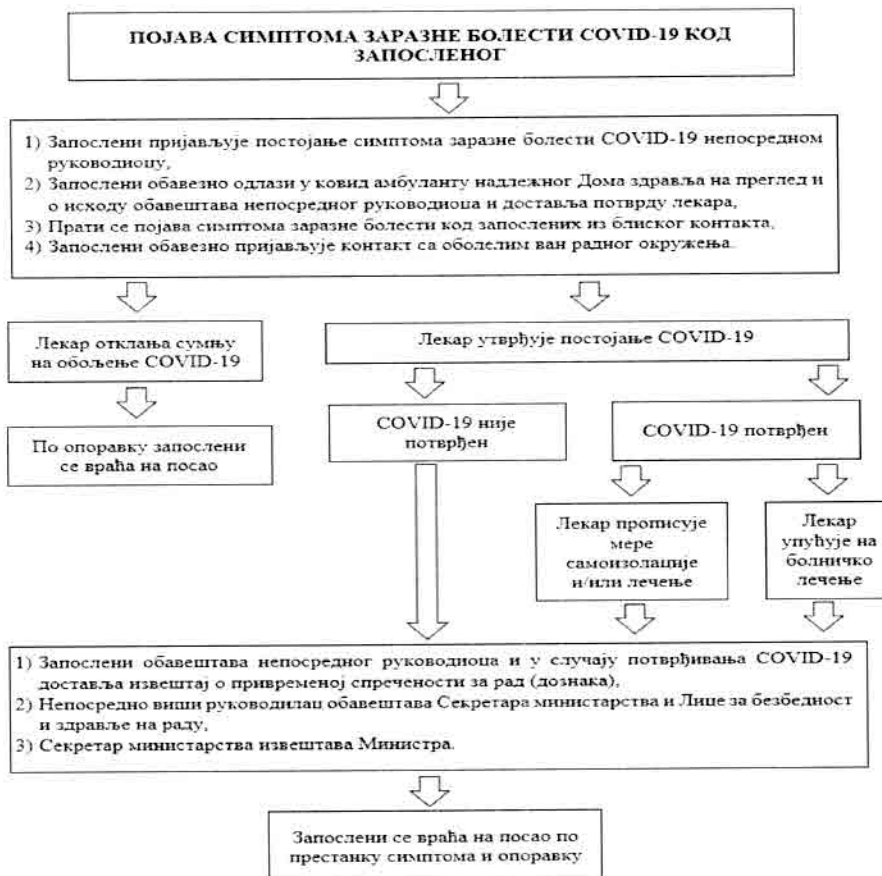 ПОЈАВА СИМПТОМА ЗАРАЗНЕ БОЛЕСТИ COVID-19 КОД
ЗАПОСЛЕНОГ
1) Запослени пријављује постојање симптома заразне болести COVID-19 непосредном
руководиоцу,
2) Запослени обавезно одлази у ковид амбуланту надлежног Дома здравља на преглед и
о исходу обавештава непосредног руководиоца и доставља потврду лекара,
3) Прати се појава симптома заразне болести код запослених из блиског контакта,
4) Запослени обавезно пријављује контакт са оболелим ван радног окружења.
Лекар отклања сумњу
на обољење COVID-19
Лекар утврђује постојање COVID-19
По опоравку запослени
се враћа на посао
COVID-19 није
потврђен
COVID-19 потврђен
Лекар прописује
мере
самоизолације
и/или лечење
Лекар
упућује на
болничко
лечење
1) Запослени обавештава непосредног руководиоца и у случају потврђивања COVID-19
доставља извештај о привременој спречености за рад (дознака),
2) Непосредно виши руководилац обавештава Секретара министарства и Лице за безбедност
и здравље на раду,
3) Секретар министарства извештава Министра.
Запослени се враћа на посао по
престанку симптома и опоравку